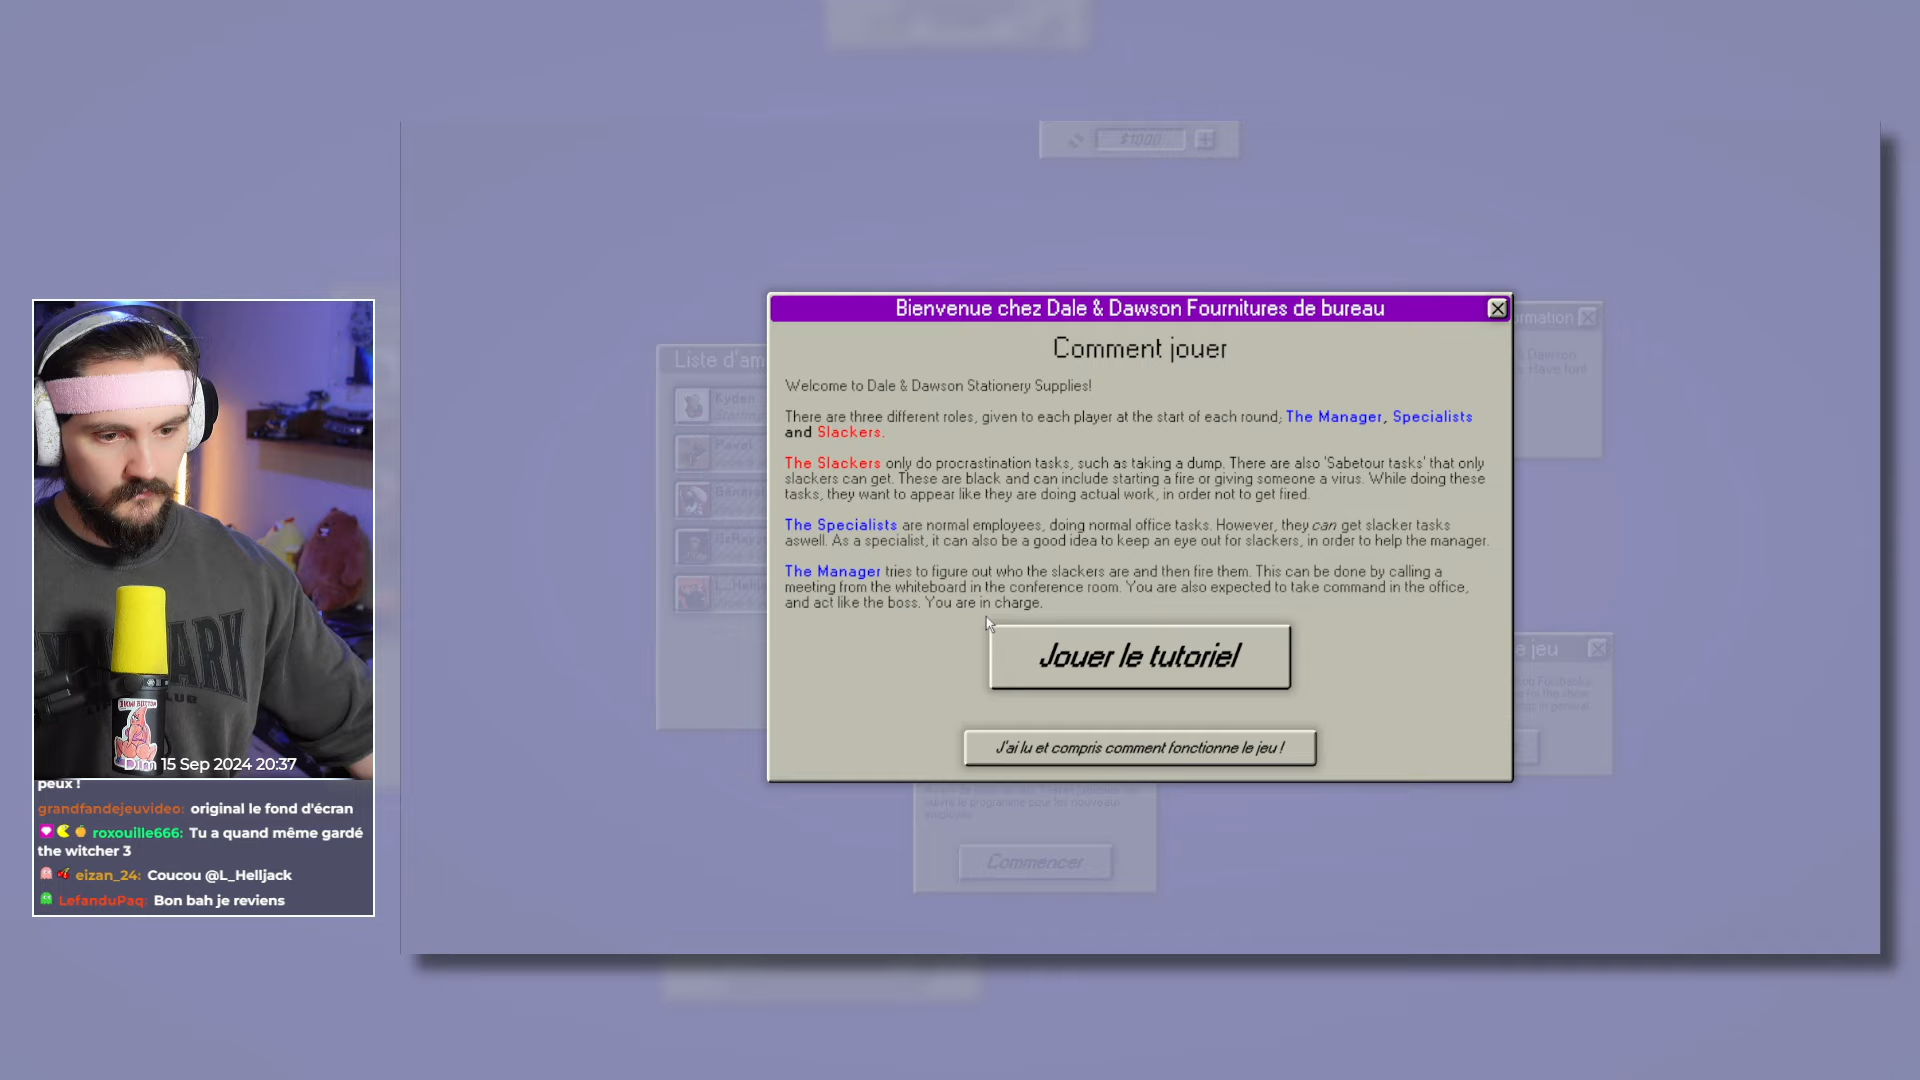 $1000
Bienvenue chez Dale & Dawson Fournitures de bureau
Comment jouer
Welcome to Dale & Dawson Stationery Supplies!
There are three different roles, given to each player at the start of each round; The Manager, Specialists
and Slackers.
The Slackers only do procrastination tasks, such as taking a dump. There are also 'Sabetour tasks' that only
slackers can get. These are black and can include starting a fire or giving someone a virus. While doing these
tasks, they want to appear like they are doing actual work, in order not to get fired.
The Specialists are normal employees, doing normal office tasks. However, they can get slacker tasks
aswell. As a specialist, it can also be a good idea to keep an eye out for slackers, in order to help the manager.
The Manager tries to figure out who the slackers are and then fire them. This can be done by calling a
meeting from the whiteboard in the conference room. You are also expected to take command in the office,
and act like the boss. You are in charge.
Jouer le tutoriel
J'ai lu et compris comment fonctionne le jeu !
Liste d'am
Kyden
rmation
Dawson
Have fun!
e jeu
Commencer
Dim 15 Sep 2024 20:37
peux !
grandfandejeuvideo: original le fond d'écran
roxouille666: Tu a quand même gardé
the witcher 3
eizan_24: Coucou @L_Helljack
LefanduPaq: Bon bah je reviens